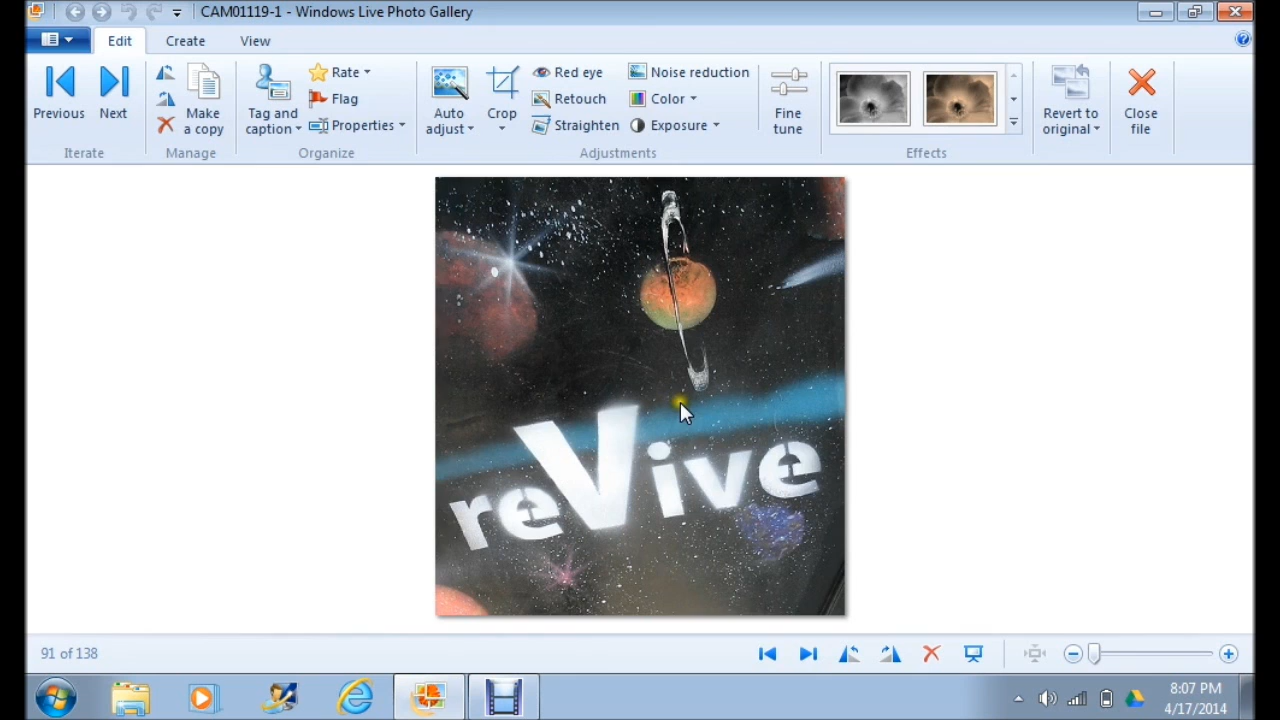 CAM01119-1 - Windows Live Photo Gallery
Edit Create View
Previous
Next
Make a copy
Tag and caption
Rate
Flag
Properties
Auto adjust
Crop
Red eye
Retouch
Straighten
Noise reduction
Color
Exposure
Fine tune
Revert to original
Close file
Iterate Manage Organize Adjustments Effects
reVive
91 of 138
8:07 PM
4/17/2014